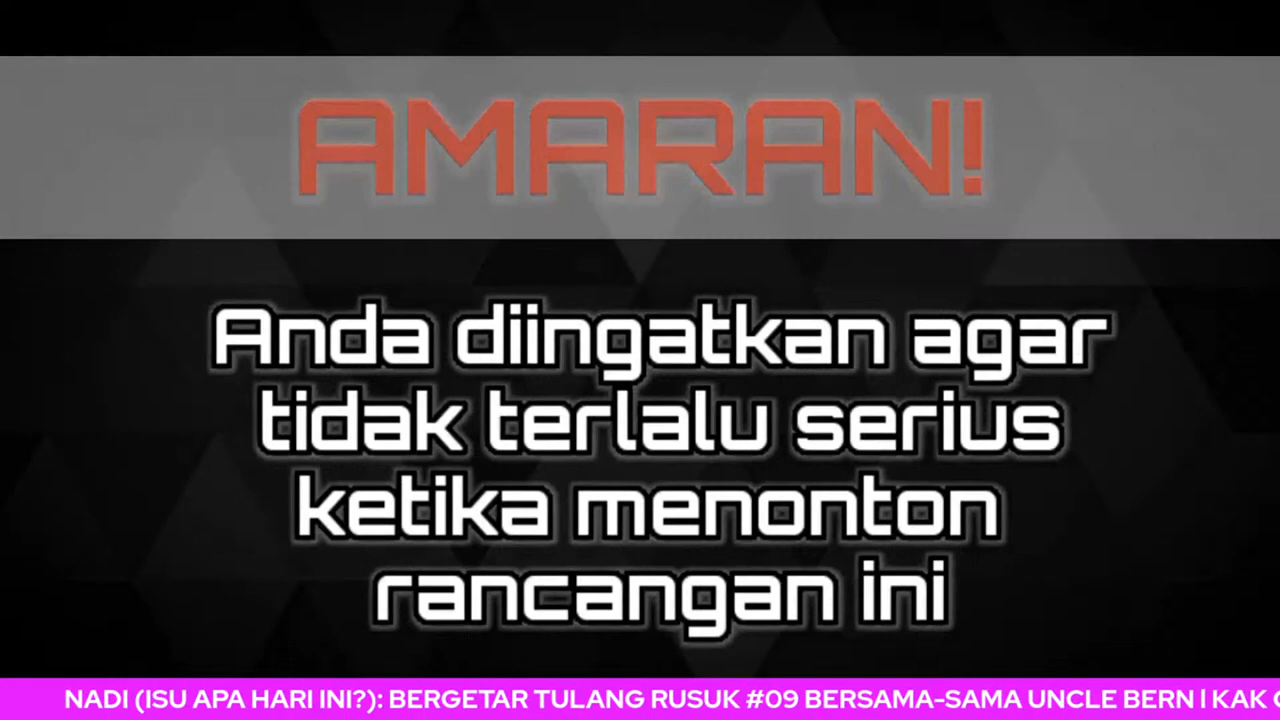 AMARAN!
Anda diingatkan agar
tidak terlalu serius
ketika menonton
rancangan ini
NADI (ISU APA HARI INI?): BERGETAR TULANG RUSUK #09 BERSAMA-SAMA UNCLE BERN | KAK